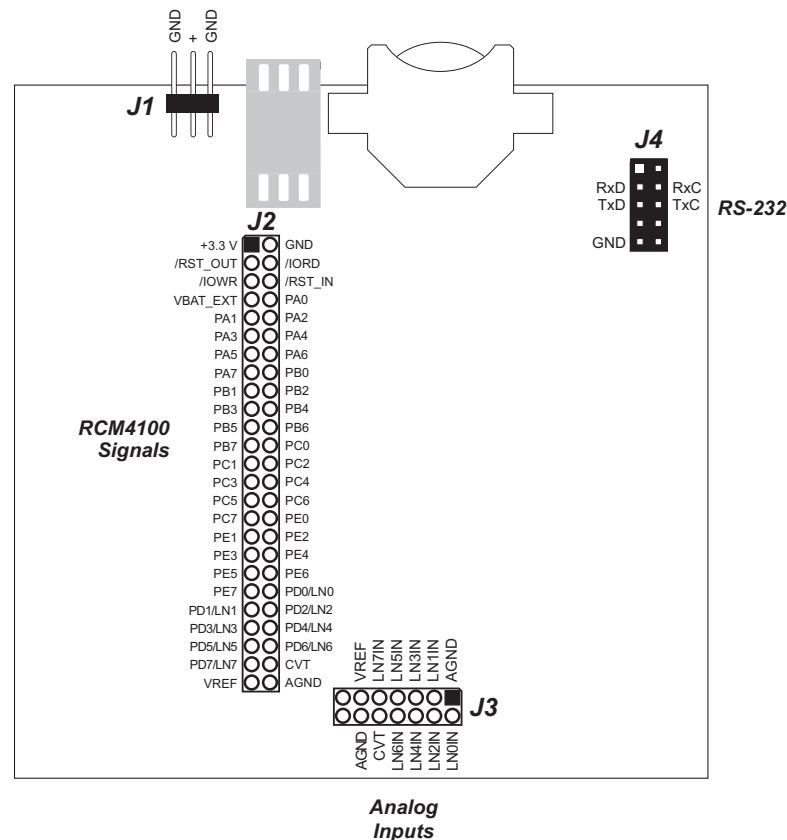 GND + GND
J1
J4
RxD RxC
TxD TxC
GND
RS-232
J2
+3.3 V GND
/RST_OUT /IORD
/IOWR /RST_IN
VBAT_EXT PA0
PA1 PA2
PA3 PA4
PA5 PA6
PA7 PB0
PB1 PB2
PB3 PB4
PB5 PB6
PB7 PC0
PC1 PC2
PC3 PC4
PC5 PC6
PC7 PE0
PE1 PE2
PE3 PE4
PE5 PE6
PE7 PD0/LN0
PD1/LN1 PD2/LN2
PD3/LN3 PD4/LN4
PD5/LN5 PD6/LN6
PD7/LN7 CVT
VREF AGND
RCM4100
Signals
VREF LN7IN LN5IN LN3IN LN1IN AGND
J3
AGND CVT LN6IN LN4IN LN2IN LN0IN
Analog
Inputs